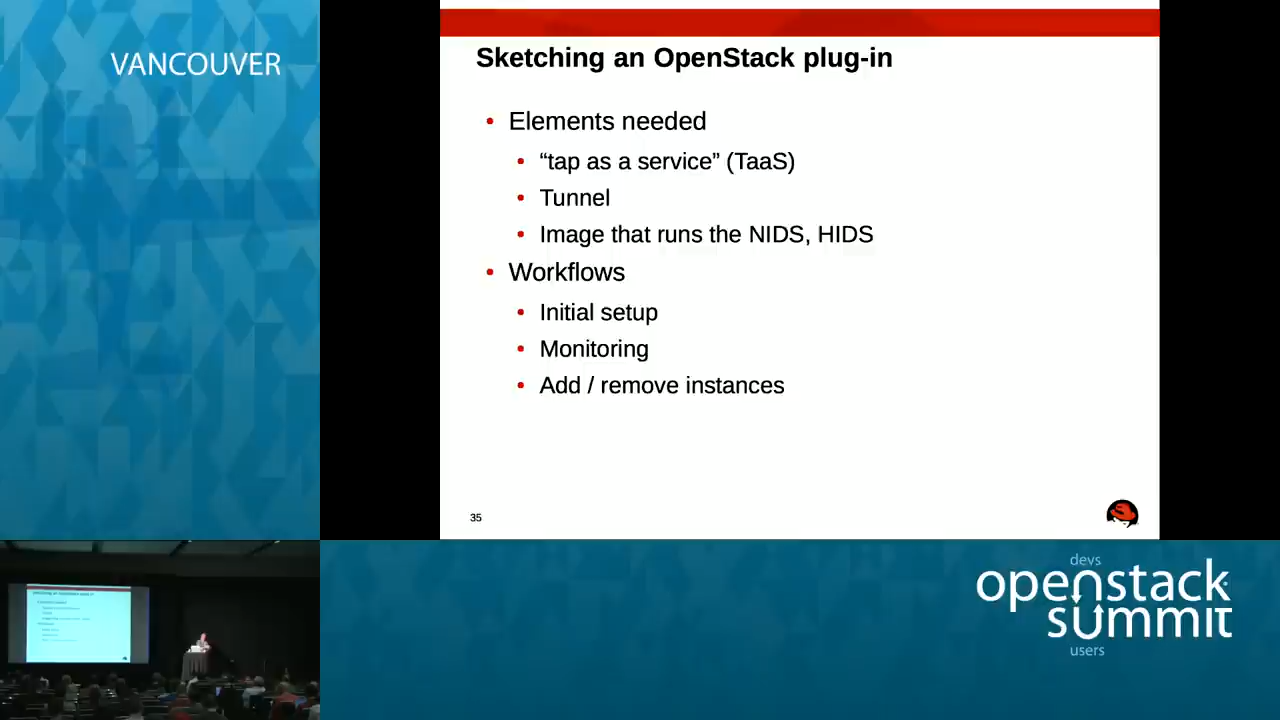 VANCOUVER
Sketching an OpenStack plug-in
• Elements needed
• “tap as a service” (TaaS)
• Tunnel
• Image that runs the NIDS, HIDS
• Workflows
• Initial setup
• Monitoring
• Add / remove instances
35
devs
openstack
summit
users